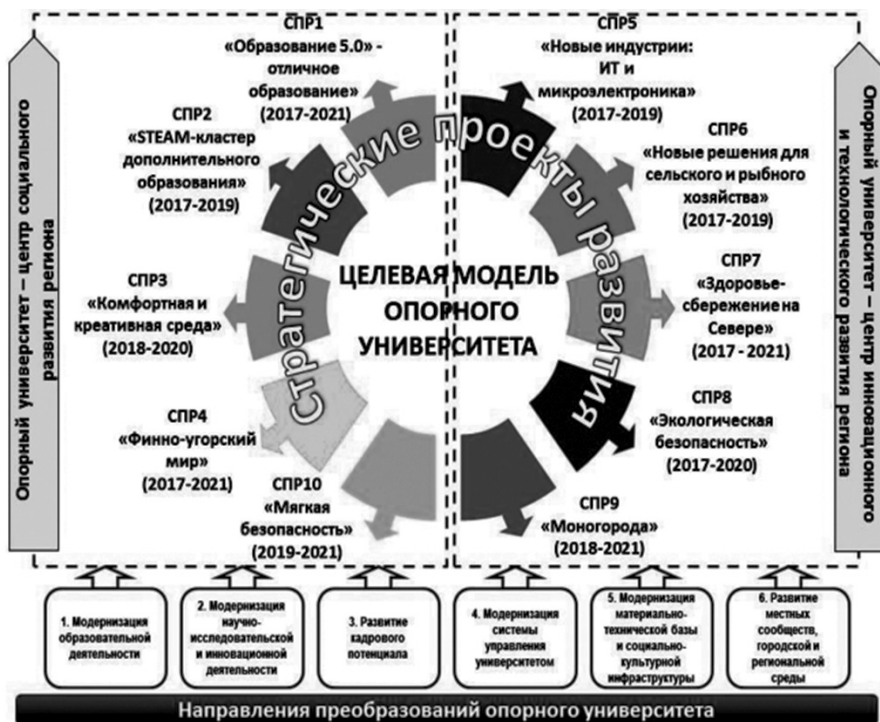 Опорный университет – центр социального
развития региона
СПР1
«Образование 5.0» -
отличное
образование»
(2017-2021)
СПР2
«STEAM-кластер
дополнительного
образования»
(2017-2019)
СПР3
«Комфортная и
креативная среда»
(2018-2020)
СПР4
«Финно-угорский
мир»
(2017-2021)
СПР10
«Мягкая
безопасность»
(2019-2021)
Стратегические проекты развития
ЦЕЛЕВАЯ МОДЕЛЬ
ОПОРНОГО
УНИВЕРСИТЕТА
СПР5
«Новые индустрии:
ИТ и
микроэлектроника»
(2017-2019)
СПР6
«Новые решения для
сельского и рыбного
хозяйства»
(2017-2019)
СПР7
«Здоровье-
сбережение на
Севере»
(2017 - 2021)
СПР8
«Экологическая
безопасность»
(2017-2020)
СПР9
«Моногорода»
(2018-2021)
Опорный университет – центр инновационного
и технологического развития региона
1. Модернизация
образовательной
деятельности
2. Модернизация
научно-
исследовательской
и инновационной
деятельности
3. Развитие
кадрового
потенциала
4. Модернизация
системы
управления
университетом
5. Модернизация
материально-
технической базы
и социально-
культурной
инфраструктуры
6. Развитие
местных
сообществ,
городской и
региональной
среды
Направления преобразований опорного университета